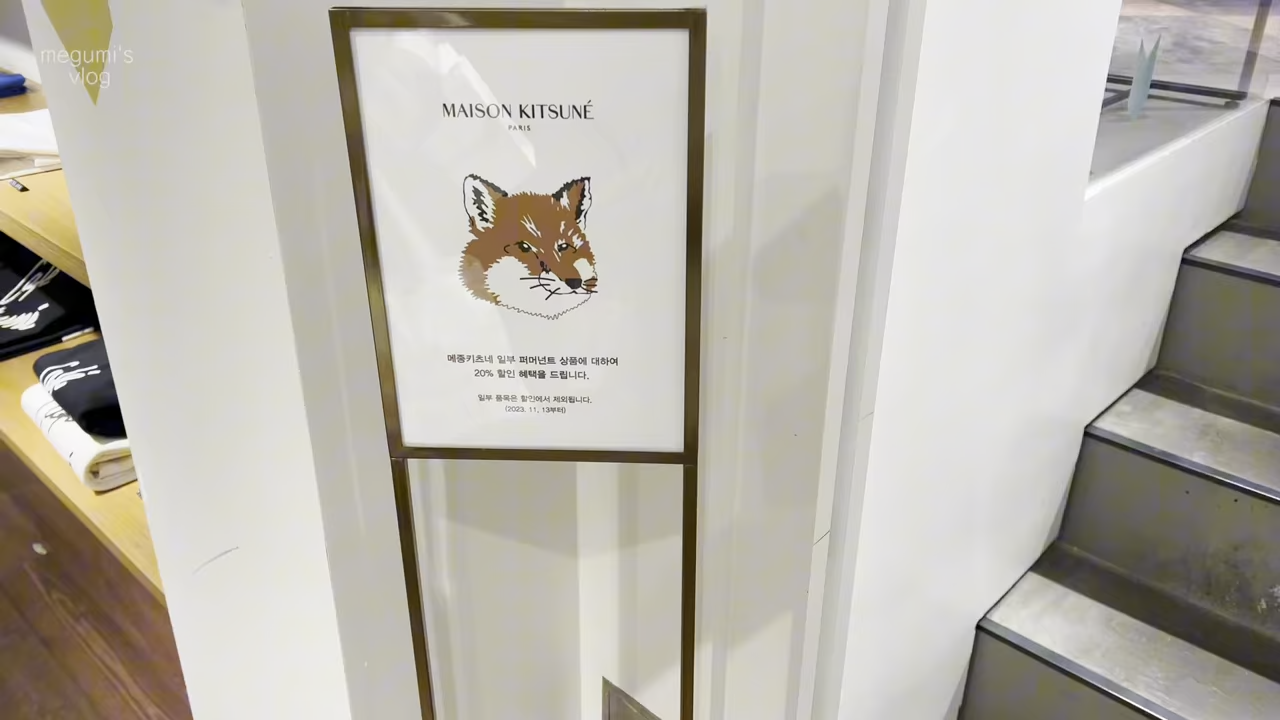 megumi's
vlog
MAISON KITSUNÉ
PARIS
메종키츠네 일부 퍼머넌트 상품에 대하여
20% 할인 혜택을 드립니다.
일부 품목은 할인에서 제외됩니다.
(2023. 11. 13부터)